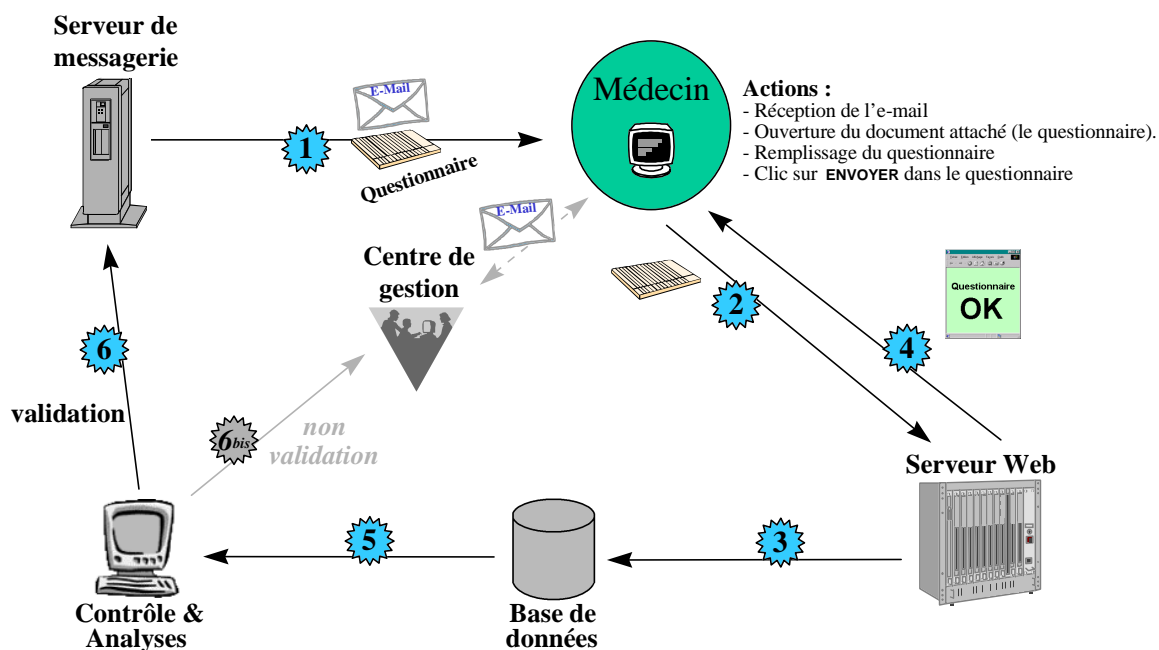 Serveur de
messagerie
E-Mail
1
Questionnaire
Médecin
Actions :
- Réception de l'e-mail
- Ouverture du document attaché (le questionnaire).
- Remplissage du questionnaire
- Clic sur ENVOYER dans le questionnaire
E-Mail
Centre de
gestion
2
Questionnaire
OK
4
6
validation
6bis
non
validation
Serveur Web
5
3
Contrôle &
Analyses
Base de
données